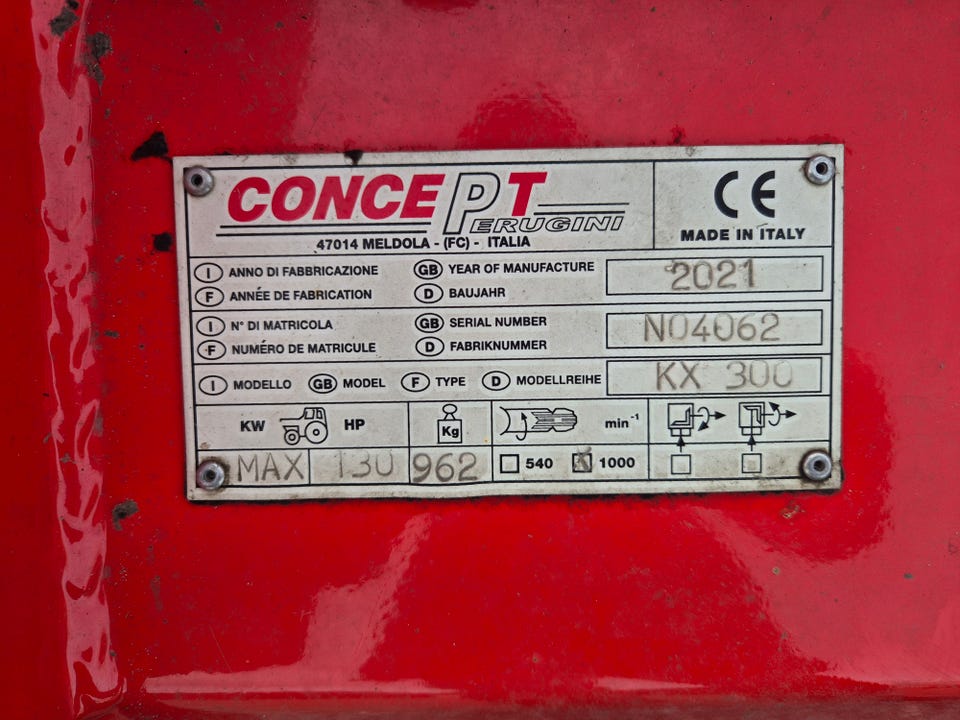 CONCEPT
PERUGINI
47014 MELDOLA - (FC) - ITALIA
CE
MADE IN ITALY
I ANNO DI FABBRICAZIONE GB YEAR OF MANUFACTURE 2021
F ANNÉE DE FABRICATION D BAUJAHR
I N° DI MATRICOLA GB SERIAL NUMBER N04062
F NUMÉRO DE MATRICULE D FABRIKNUMMER
I MODELLO GB MODEL F TYPE D MODELLREIHE KX 300
KW HP Kg min-1
MAX 130 962 540 X 1000